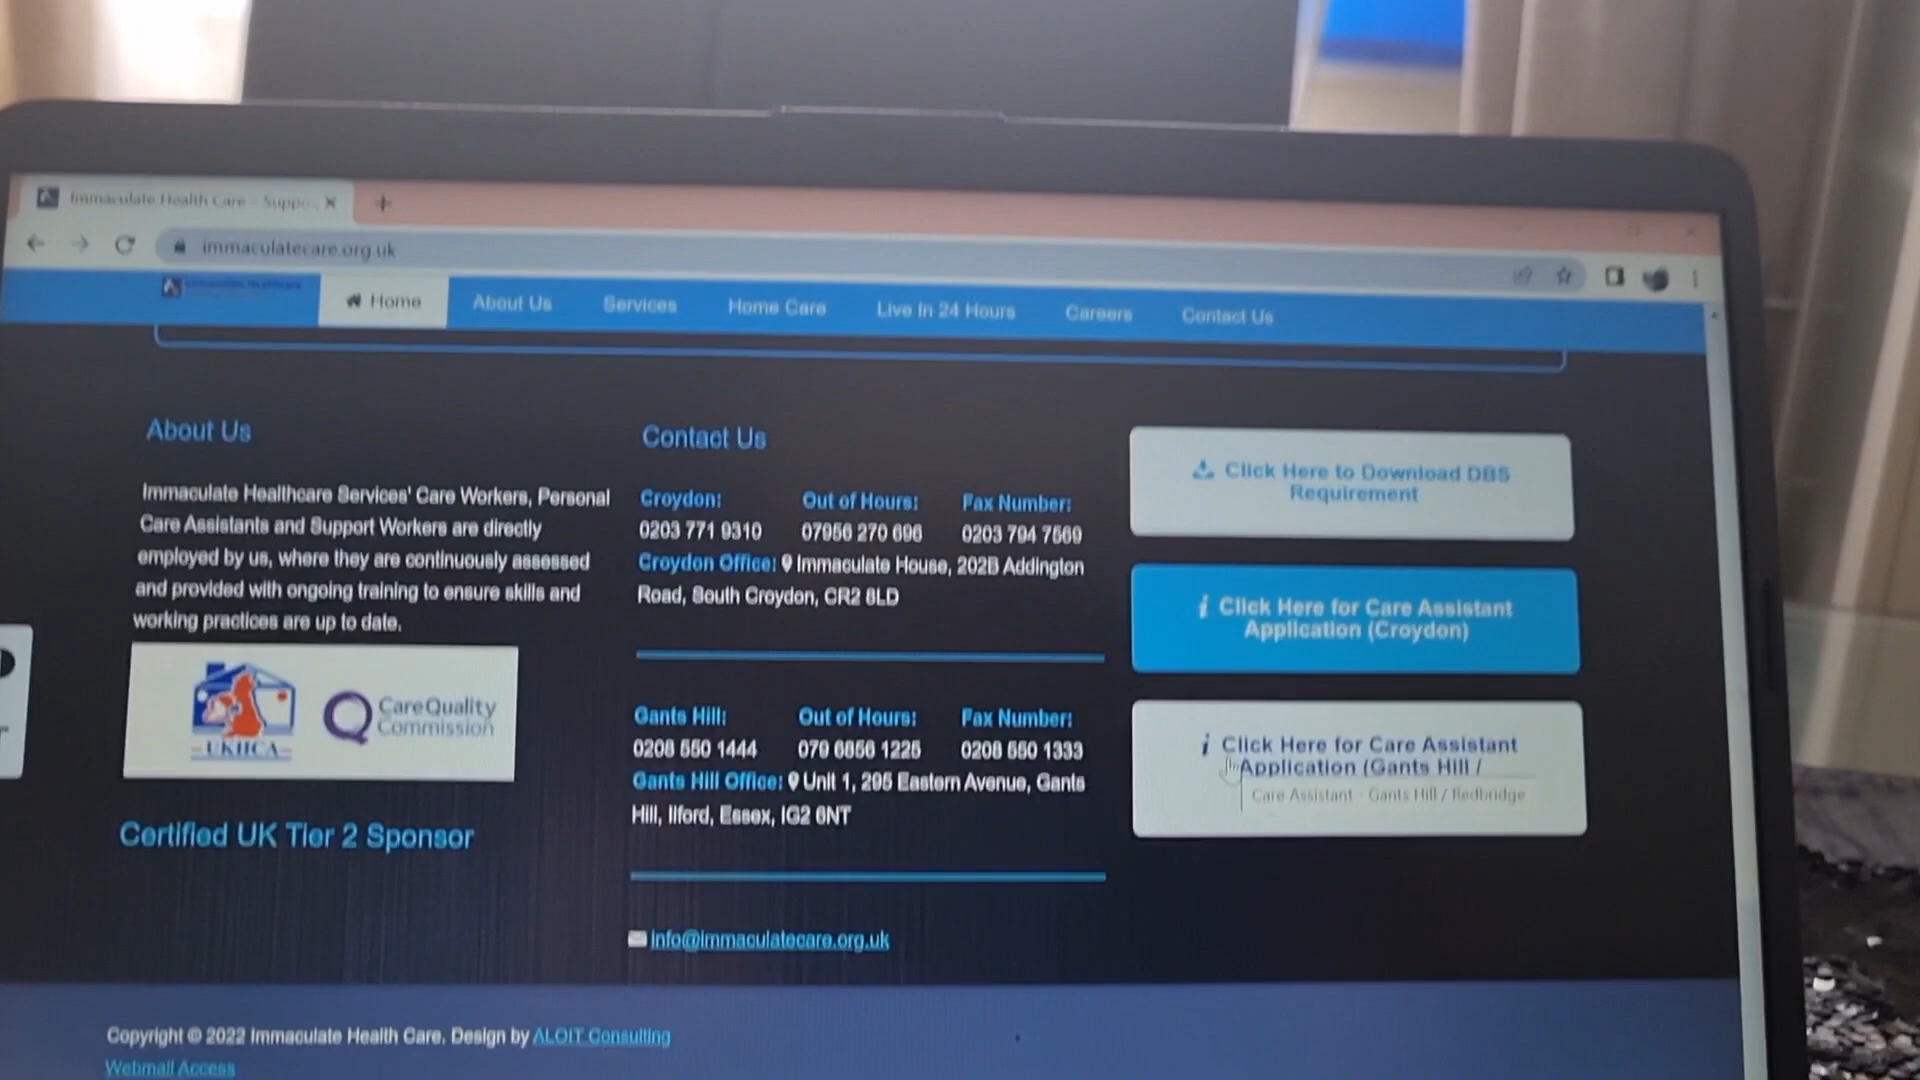 Immaculate Health Care - Suppo
immaculatecare.org.uk
Immaculate Healthcare
Home
About Us
Services
Home Care
Live In 24 Hours
Careers
Contact Us
About Us
Immaculate Healthcare Services' Care Workers, Personal
Care Assistants and Support Workers are directly
employed by us, where they are continuously assessed
and provided with ongoing training to ensure skills and
working practices are up to date.
UKHCA
CareQuality
Commission
Certified UK Tier 2 Sponsor
Contact Us
Croydon: Out of Hours: Fax Number:
0203 771 9310 07956 270 696 0203 794 7569
Croydon Office: Immaculate House, 202B Addington
Road, South Croydon, CR2 8LD
Gants Hill: Out of Hours: Fax Number:
0208 550 1444 079 6856 1225 0208 550 1333
Gants Hill Office: Unit 1, 295 Eastern Avenue, Gants
Hill, Ilford, Essex, IG2 6NT
info@immaculatecare.org.uk
Click Here to Download DBS
Requirement
Click Here for Care Assistant
Application (Croydon)
Click Here for Care Assistant
Application (Gants Hill /
Care Assistant - Gants Hill / Redbridge
Copyright © 2022 Immaculate Health Care. Design by ALOIT Consulting
Webmail Access